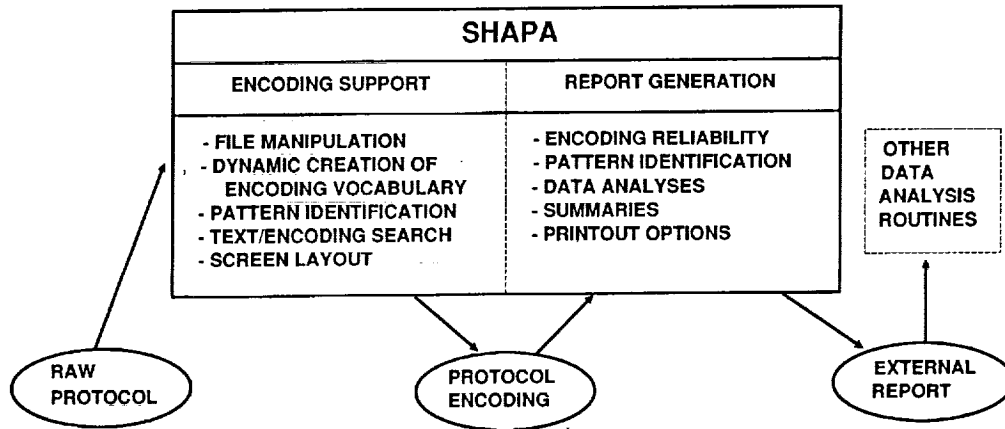 SHAPA
ENCODING SUPPORT
- FILE MANIPULATION
- DYNAMIC CREATION OF
ENCODING VOCABULARY
- PATTERN IDENTIFICATION
- TEXT/ENCODING SEARCH
- SCREEN LAYOUT
REPORT GENERATION
- ENCODING RELIABILITY
- PATTERN IDENTIFICATION
- DATA ANALYSES
- SUMMARIES
- PRINTOUT OPTIONS
OTHER
DATA
ANALYSIS
ROUTINES
RAW
PROTOCOL
PROTOCOL
ENCODING
EXTERNAL
REPORT